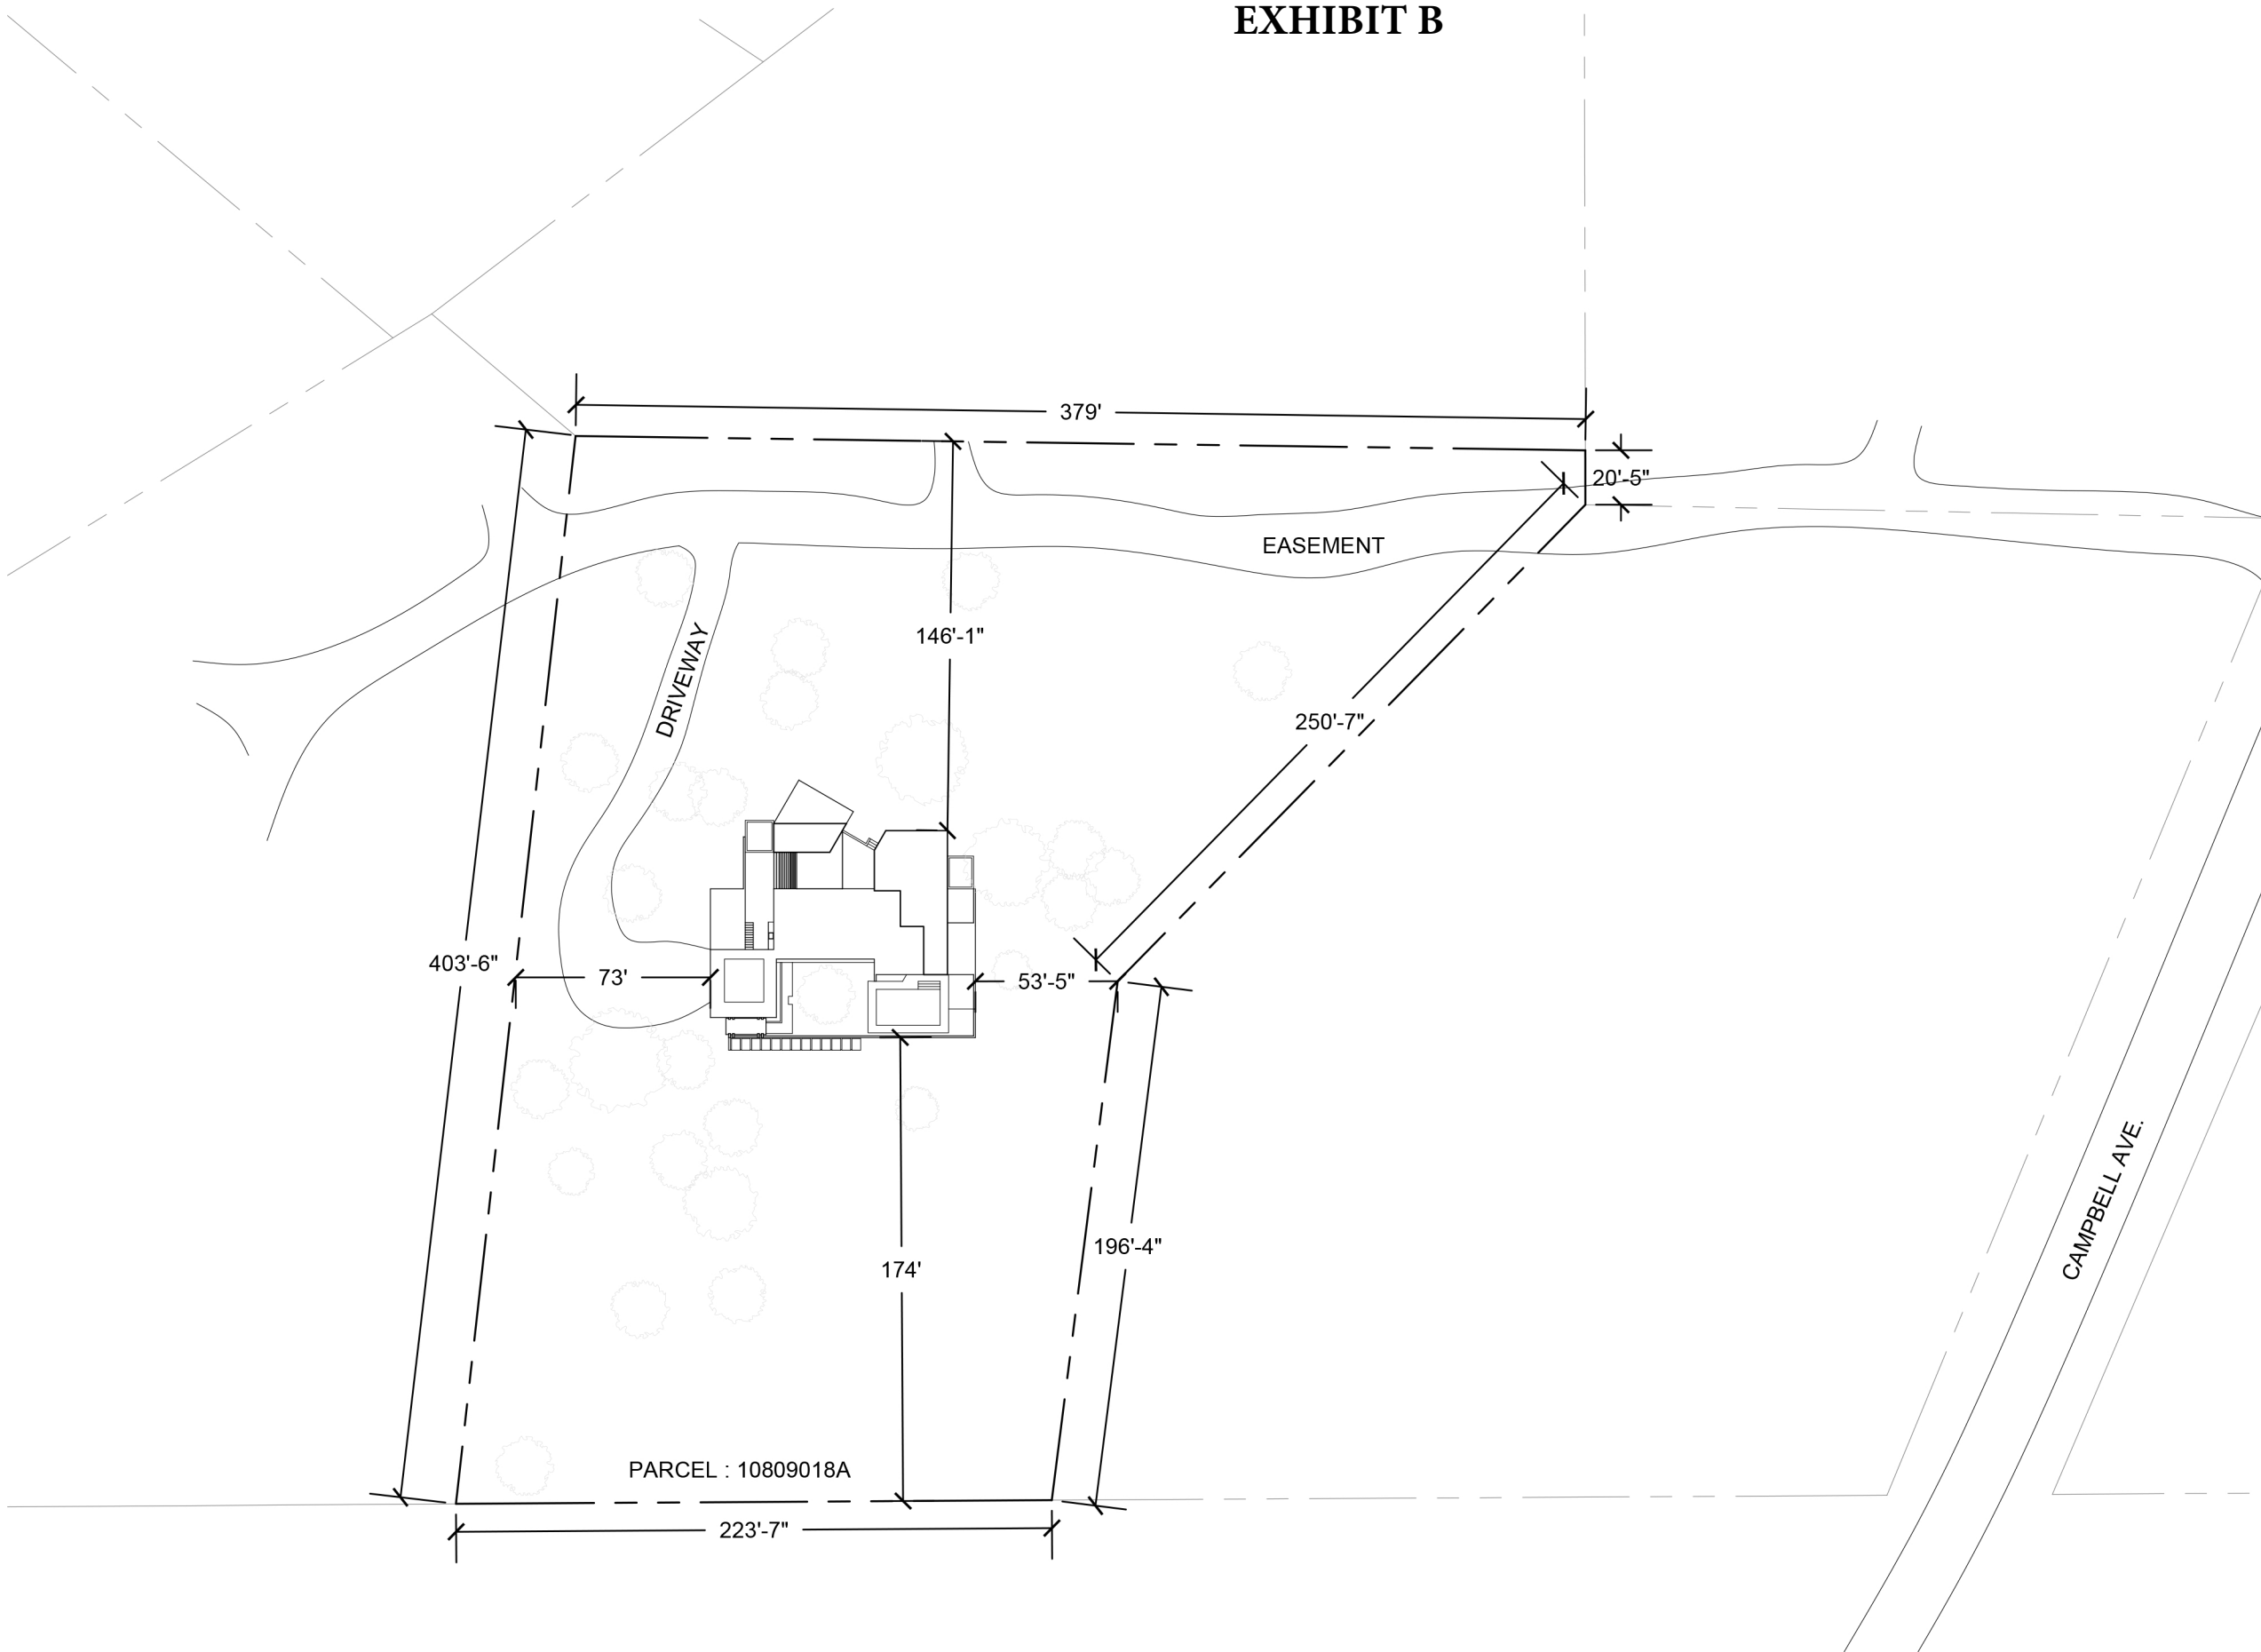 EXHIBIT B
379'
20'-5"
EASEMENT
146'-1"
DRIVEWAY
250'-7"
403'-6"
73'
53'-5"
CAMPBELL AVE.
196'-4"
174'
PARCEL : 10809018A
223'-7"